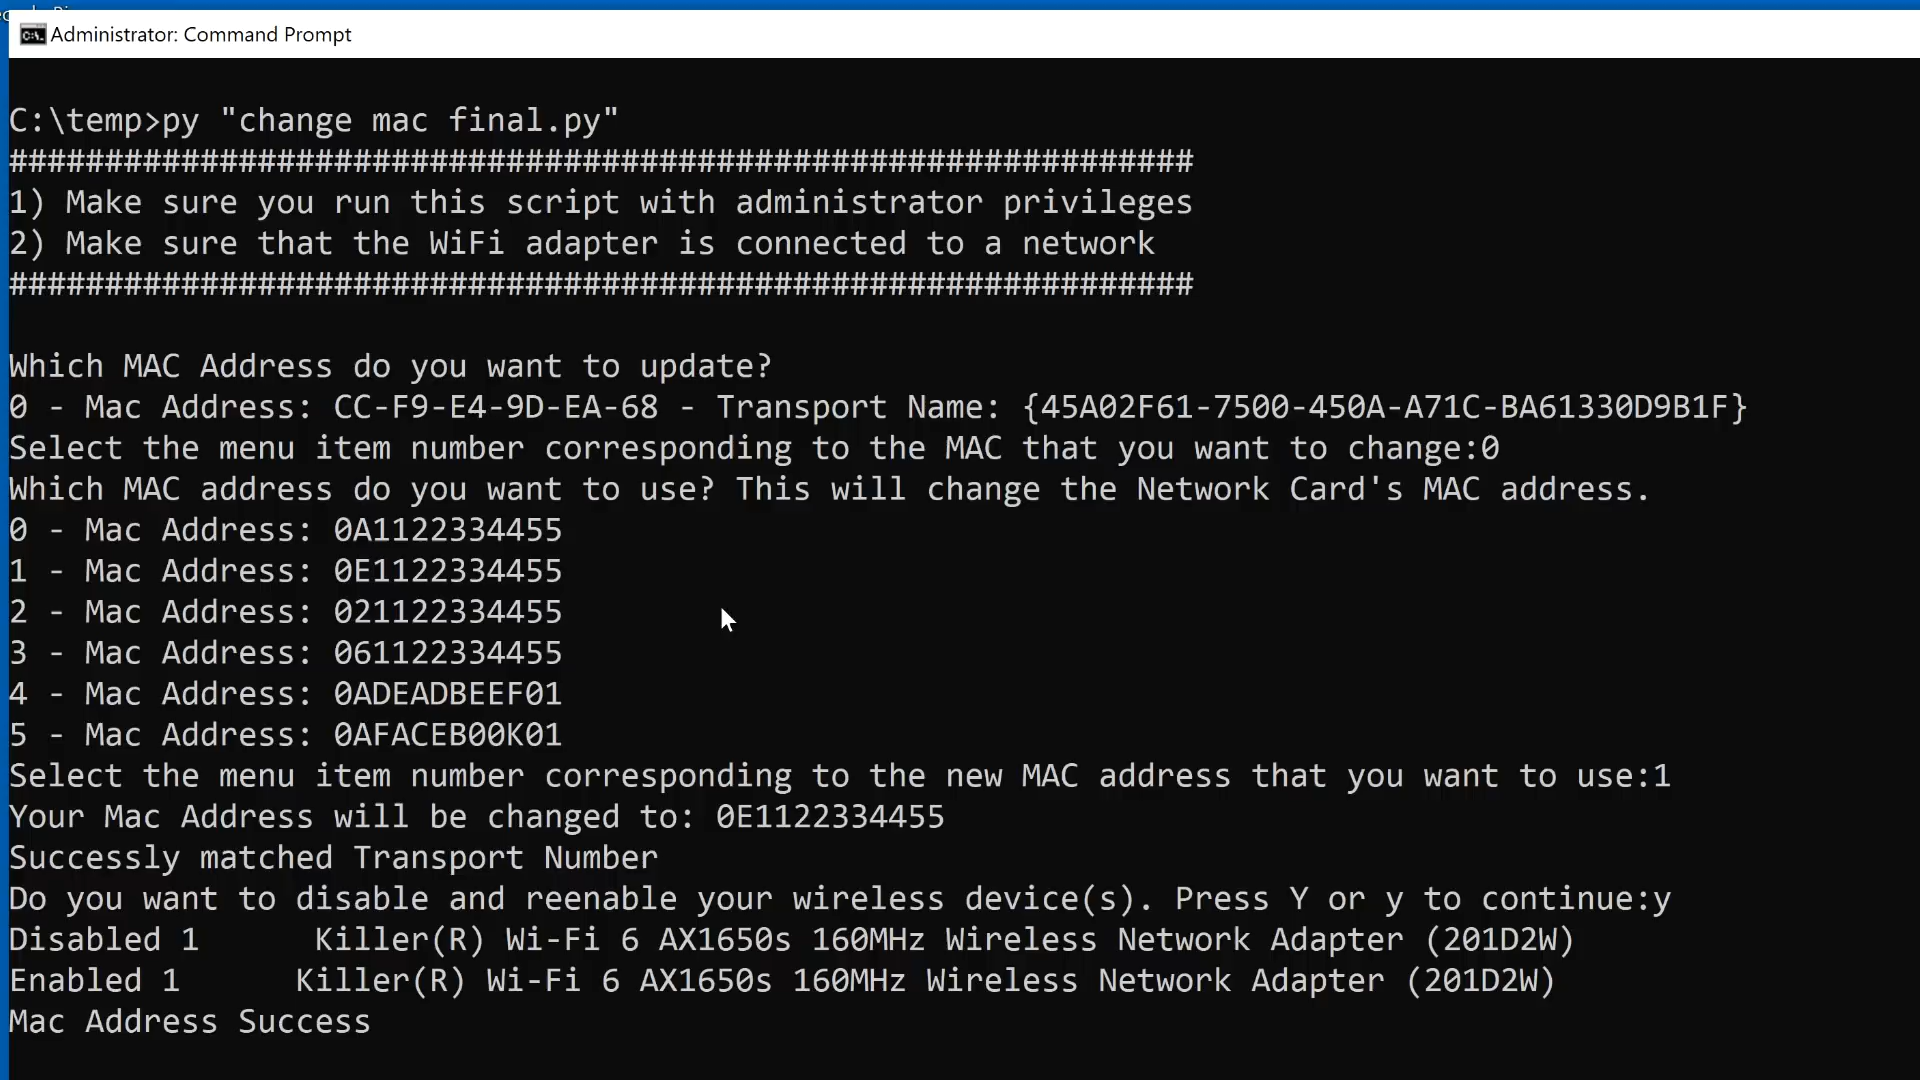 Administrator: Command Prompt
C:\temp>py "change mac final.py"
##############################################################
1) Make sure you run this script with administrator privileges
2) Make sure that the WiFi adapter is connected to a network
##############################################################
Which MAC Address do you want to update?
0 - Mac Address: CC-F9-E4-9D-EA-68 - Transport Name: {45A02F61-7500-450A-A71C-BA61330D9B1F}
Select the menu item number corresponding to the MAC that you want to change:0
Which MAC address do you want to use? This will change the Network Card's MAC address.
0 - Mac Address: 0A1122334455
1 - Mac Address: 0E1122334455
2 - Mac Address: 021122334455
3 - Mac Address: 061122334455
4 - Mac Address: 0ADEADBEEF01
5 - Mac Address: 0AFACEB00K01
Select the menu item number corresponding to the new MAC address that you want to use:1
Your Mac Address will be changed to: 0E1122334455
Successly matched Transport Number
Do you want to disable and reenable your wireless device(s). Press Y or y to continue:y
Disabled 1      Killer(R) Wi-Fi 6 AX1650s 160MHz Wireless Network Adapter (201D2W)
Enabled 1      Killer(R) Wi-Fi 6 AX1650s 160MHz Wireless Network Adapter (201D2W)
Mac Address Success